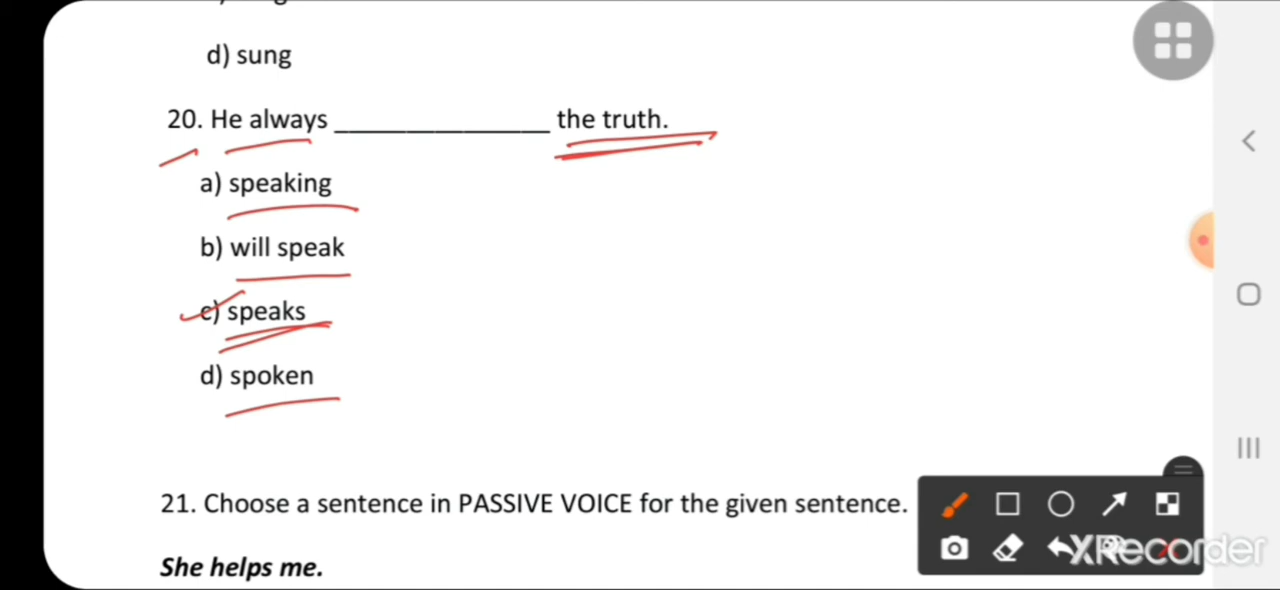 d) sung
20. He always ________________ the truth.
a) speaking
b) will speak
c) speaks
d) spoken
21. Choose a sentence in PASSIVE VOICE for the given sentence.
She helps me.
XRecorder